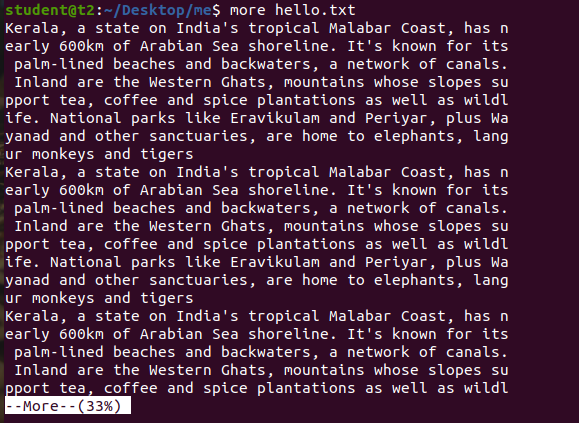 student@t2:~/Desktop/me$ more hello.txt
Kerala, a state on India's tropical Malabar Coast, has n
early 600km of Arabian Sea shoreline. It's known for its
 palm-lined beaches and backwaters, a network of canals.
 Inland are the Western Ghats, mountains whose slopes su
pport tea, coffee and spice plantations as well as wildl
ife. National parks like Eravikulam and Periyar, plus Wa
yanad and other sanctuaries, are home to elephants, lang
ur monkeys and tigers
Kerala, a state on India's tropical Malabar Coast, has n
early 600km of Arabian Sea shoreline. It's known for its
 palm-lined beaches and backwaters, a network of canals.
 Inland are the Western Ghats, mountains whose slopes su
pport tea, coffee and spice plantations as well as wildl
ife. National parks like Eravikulam and Periyar, plus Wa
yanad and other sanctuaries, are home to elephants, lang
ur monkeys and tigers
Kerala, a state on India's tropical Malabar Coast, has n
early 600km of Arabian Sea shoreline. It's known for its
 palm-lined beaches and backwaters, a network of canals.
 Inland are the Western Ghats, mountains whose slopes su
pport tea, coffee and spice plantations as well as wildl
--More--(33%)